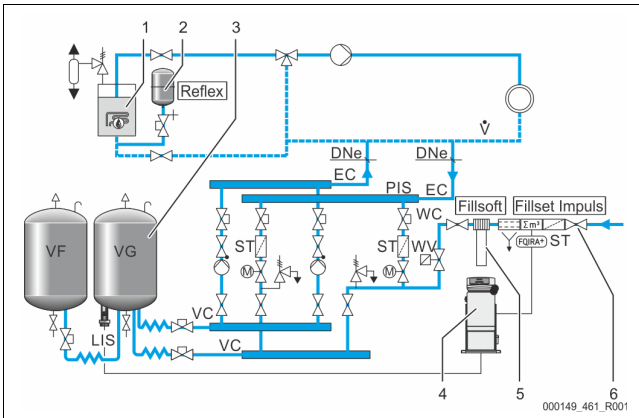 1
2
3
Reflex
V̇
DNe
DNe
EC
PIS
EC
Fillsoft
Fillset Impuls
WC
Σm³
FQIRA+
ST
ST
ST
WV
M
M
VF
VG
LIS
VC
VC
4
5
6
000149_461_R001